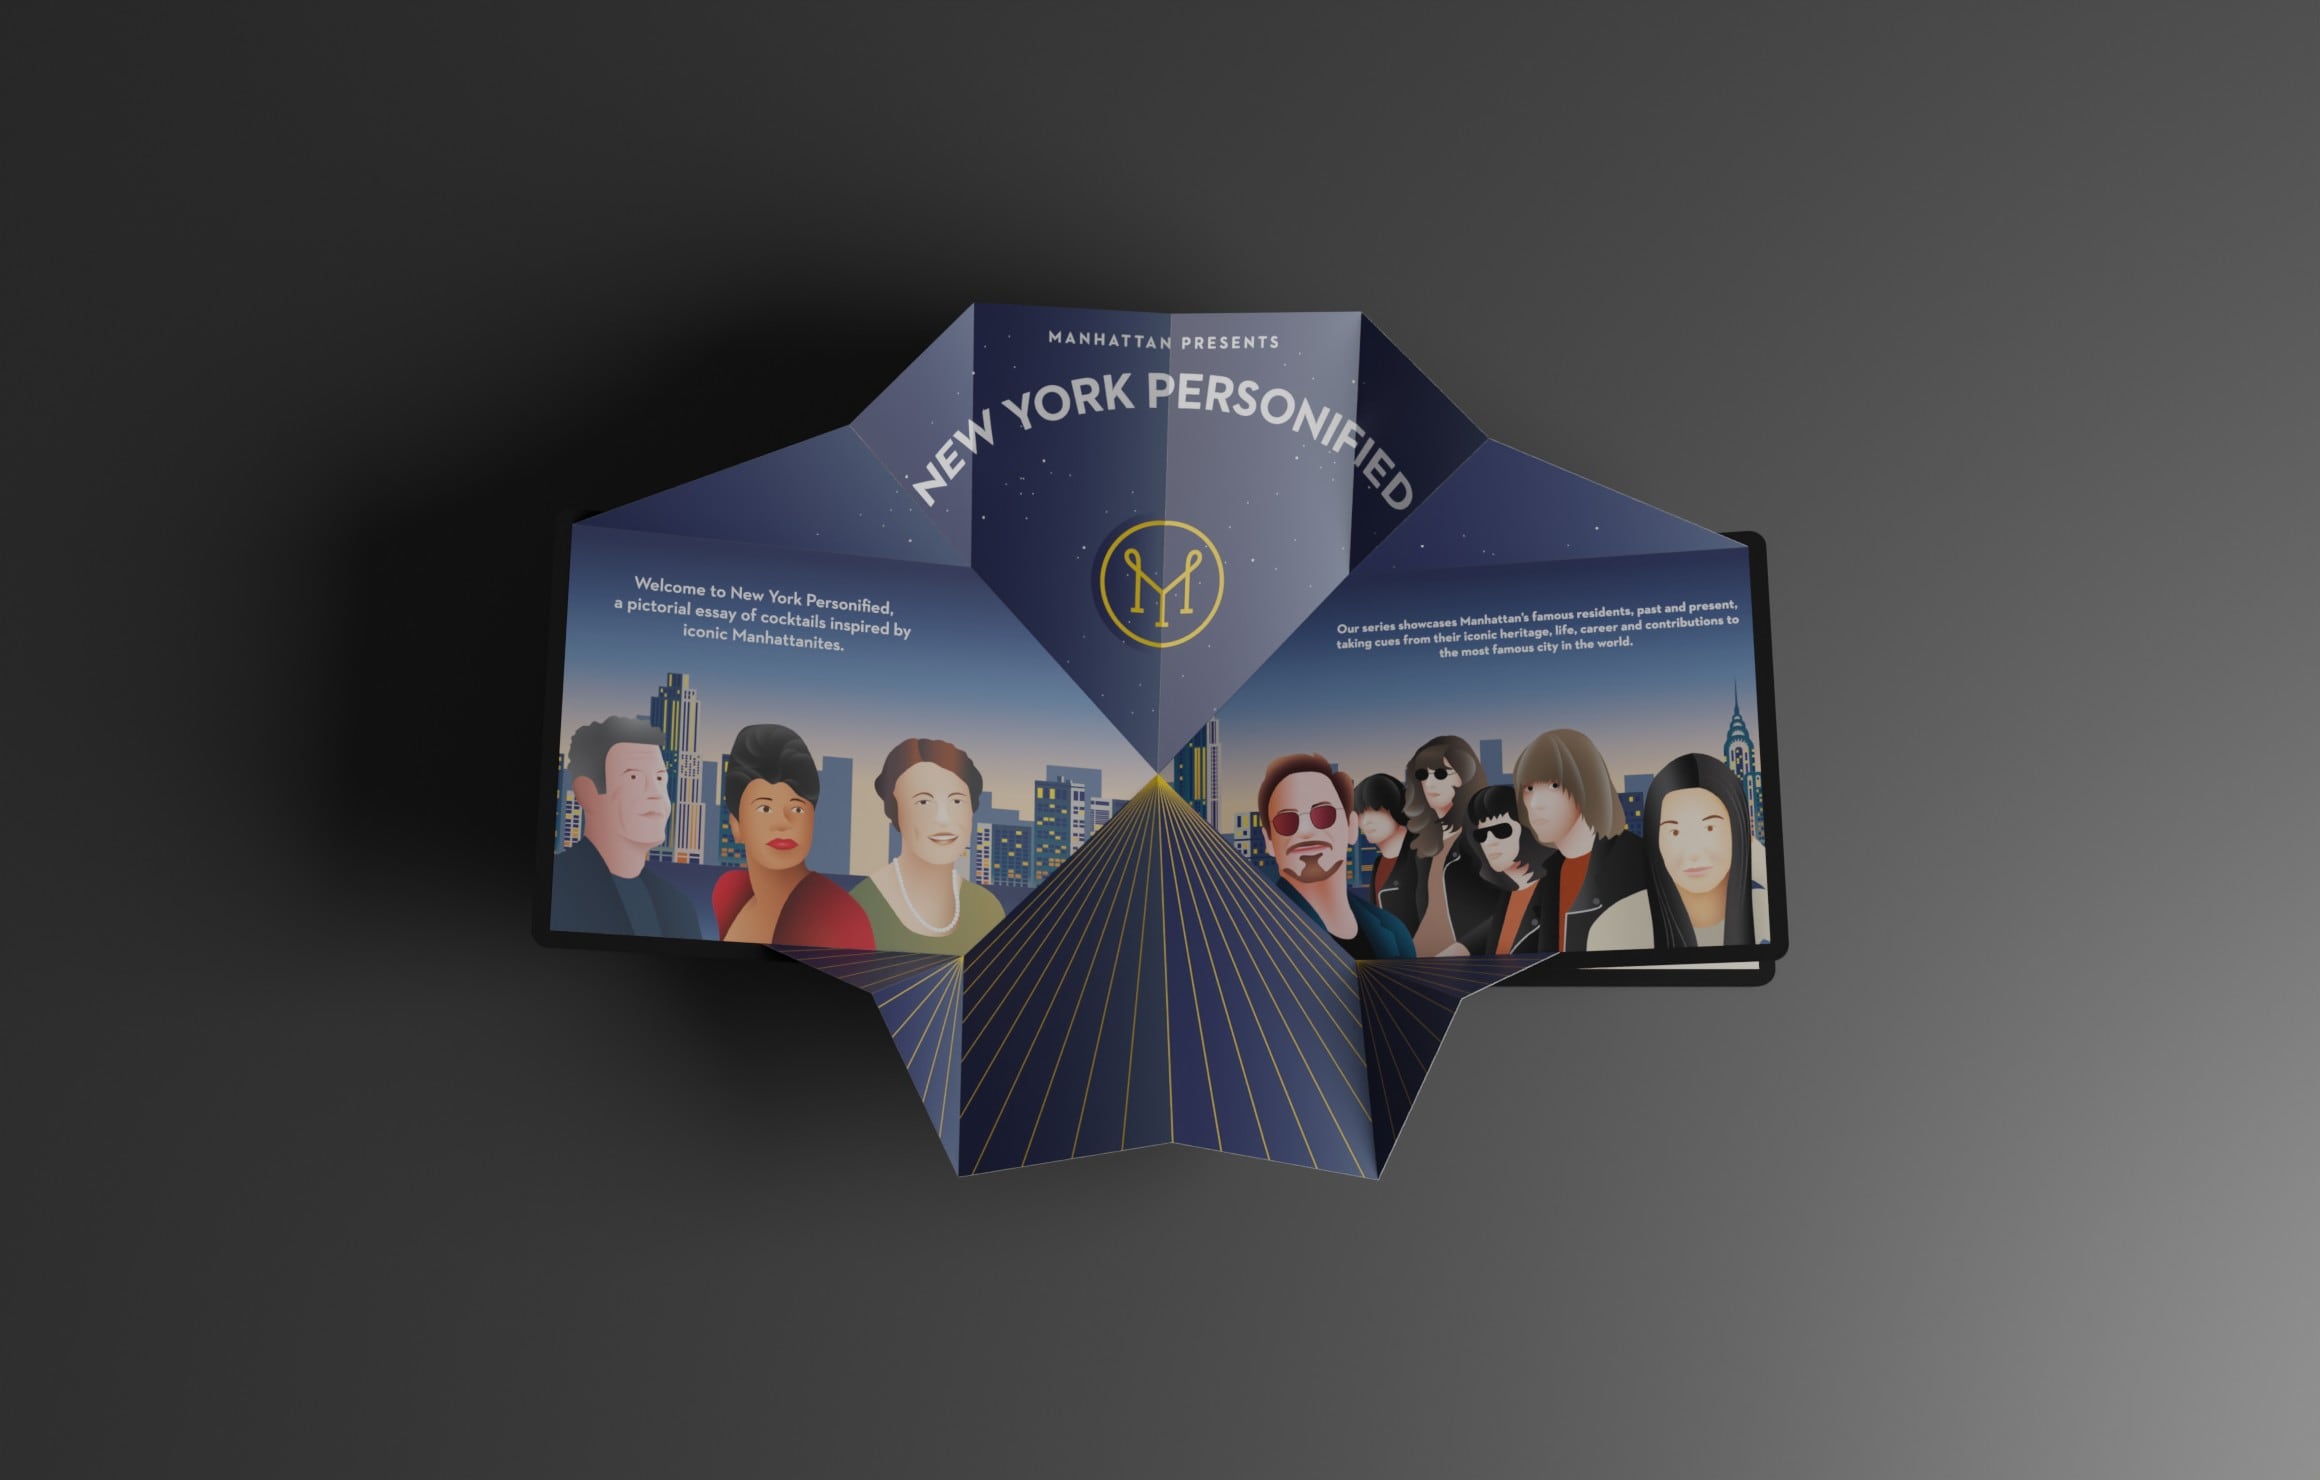 MANHATTAN PRESENTS
NEW YORK PERSONIFIED
Welcome to New York Personified,
a pictorial essay of cocktails inspired by
iconic Manhattanites.
Our series showcases Manhattan's famous residents, past and present,
taking cues from their iconic heritage, life, career and contributions to
the most famous city in the world.